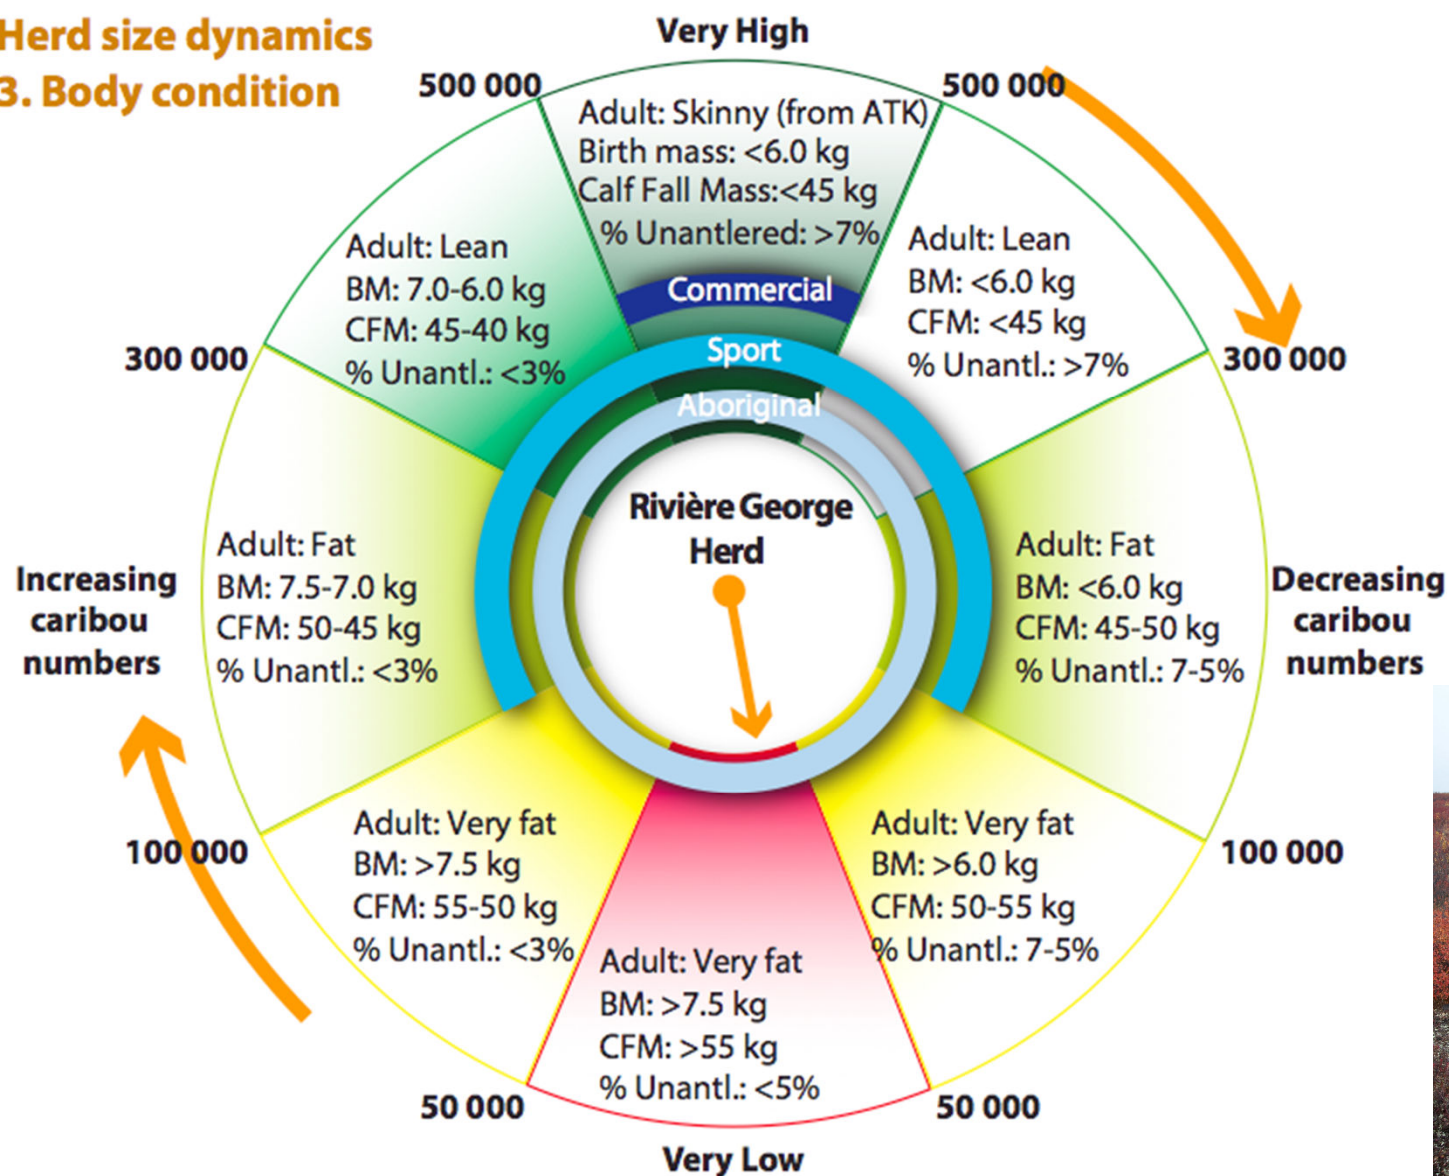 Herd size dynamics
3. Body condition
Very High
500 000
500 000
Adult: Skinny (from ATK)
Birth mass: <6.0 kg
Calf Fall Mass:<45 kg
% Unantlered: >7%
Adult: Lean
BM: 7.0-6.0 kg
CFM: 45-40 kg
% Unantl.: <3%
Adult: Lean
BM: <6.0 kg
CFM: <45 kg
% Unantl.: >7%
Commercial
Sport
Aboriginal
300 000
300 000
Rivière George
Herd
Increasing
caribou
numbers
Adult: Fat
BM: 7.5-7.0 kg
CFM: 50-45 kg
% Unantl.: <3%
Adult: Fat
BM: <6.0 kg
CFM: 45-50 kg
% Unantl.: 7-5%
Decreasing
caribou
numbers
100 000
100 000
Adult: Very fat
BM: >7.5 kg
CFM: 55-50 kg
% Unantl.: <3%
Adult: Very fat
BM: >7.5 kg
CFM: >55 kg
% Unantl.: <5%
Adult: Very fat
BM: >6.0 kg
CFM: 50-55 kg
% Unantl.: 7-5%
50 000
50 000
Very Low